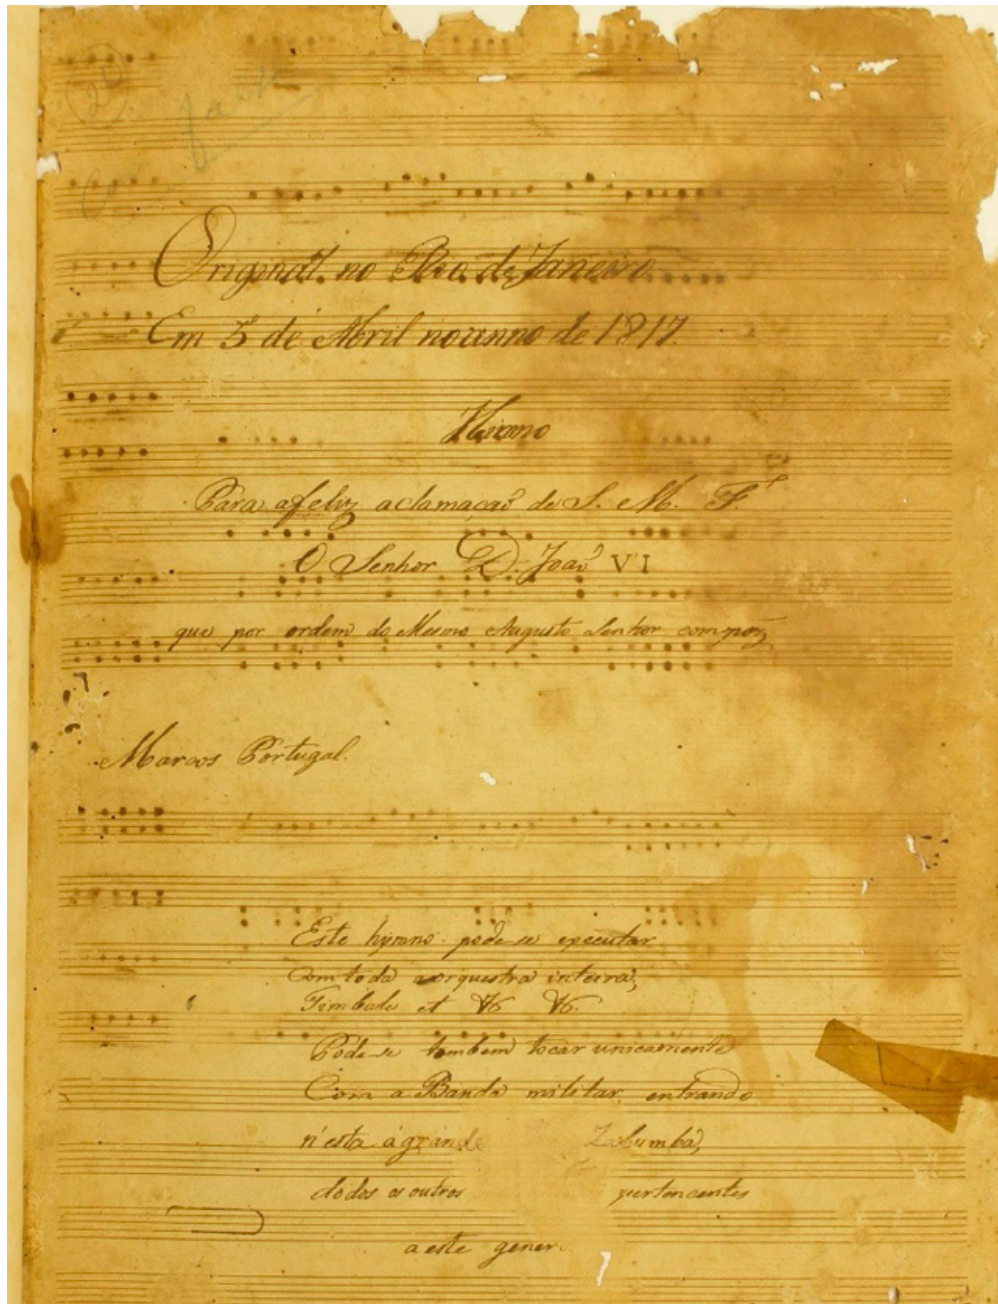 Original no Rio de Janeiro
Em 5 de Abril no anno de 1817.
Para a feliz aclamação de S. M. F.
O Senhor D. João VI
que por ordem do Mesmo Augusto Senhor compoz
Marcos Portugal.
Este hymno pode-se executar
Com toda a orquestra inteira,
Timbales et
Póde-se tambem tocar unicamente
Com a Banda militar, entrando
n'esta a grande Zabumba,
e todos os outros pertencentes
a este gener